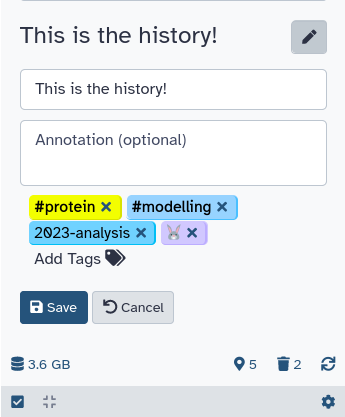 This is the history!
This is the history!
Annotation (optional)
#protein #modelling
2023-analysis 🐰
Add Tags
Save Cancel
3.6 GB 5 2